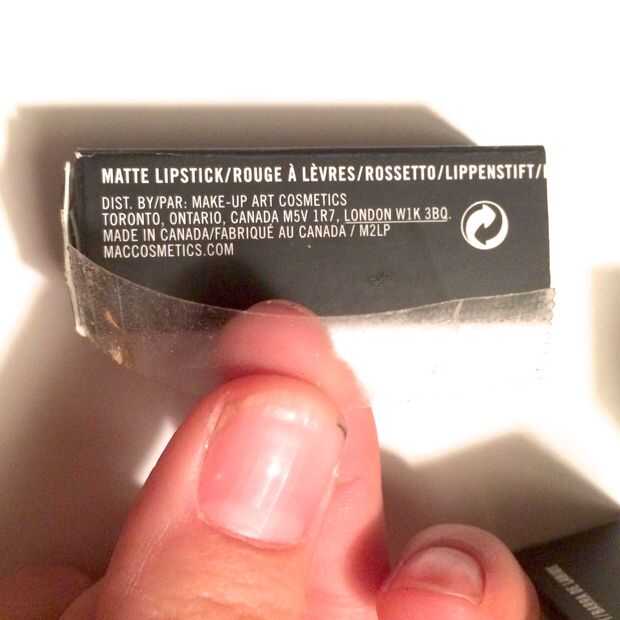 MATTE LIPSTICK/ROUGE À LÈVRES/ROSSETTO/LIPPENSTIFT/
DIST. BY/PAR: MAKE-UP ART COSMETICS
TORONTO, ONTARIO, CANADA M5V 1R7, LONDON W1K 3BQ.
MADE IN CANADA/FABRIQUÉ AU CANADA / M2LP
MACCOSMETICS.COM